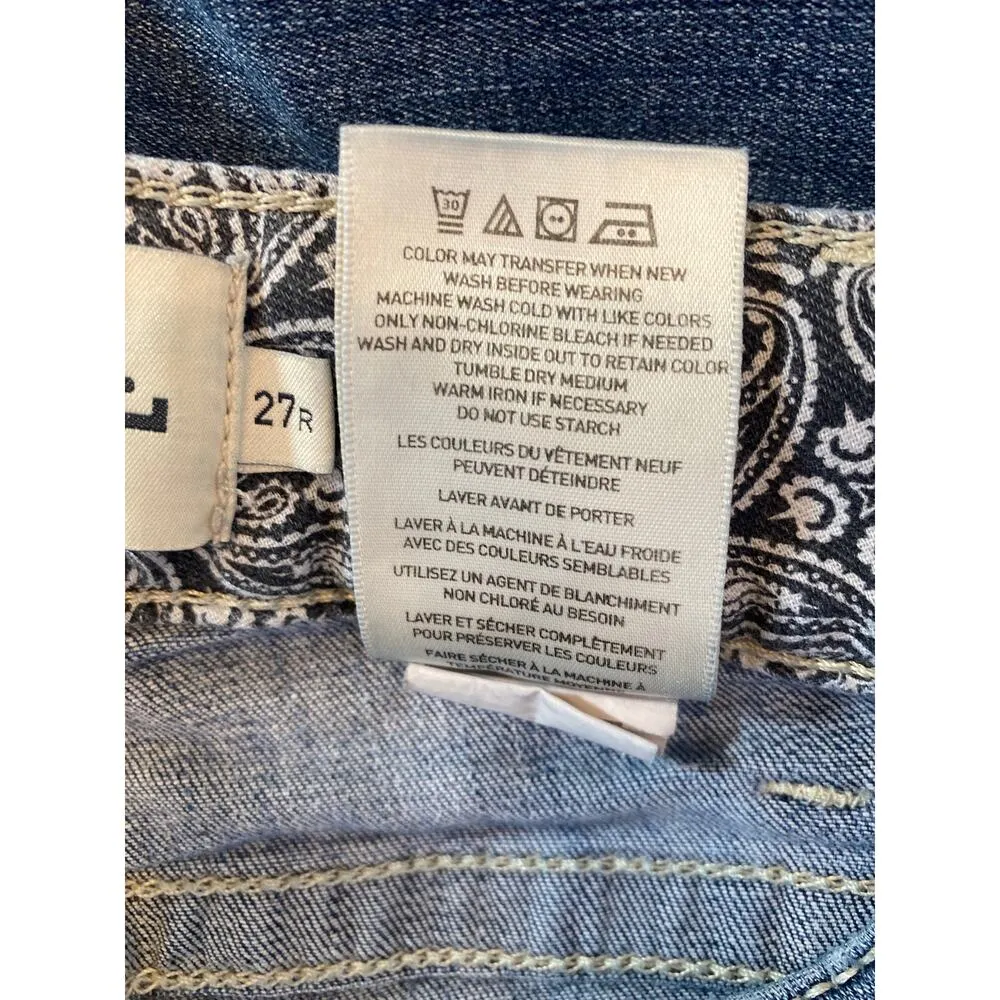 30
COLOR MAY TRANSFER WHEN NEW
WASH BEFORE WEARING
MACHINE WASH COLD WITH LIKE COLORS
ONLY NON-CHLORINE BLEACH IF NEEDED
WASH AND DRY INSIDE OUT TO RETAIN COLOR
TUMBLE DRY MEDIUM
WARM IRON IF NECESSARY
DO NOT USE STARCH
LES COULEURS DU VÊTEMENT NEUF
PEUVENT DÉTEINDRE
LAVER AVANT DE PORTER
LAVER À LA MACHINE À L'EAU FROIDE
AVEC DES COULEURS SEMBLABLES
UTILISEZ UN AGENT DE BLANCHIMENT
NON CHLORÉ AU BESOIN
LAVER ET SÉCHER COMPLÈTEMENT
POUR PRÉSERVER LES COULEURS
FAIRE SÉCHER À LA MACHINE À
TEMPÉRATURE MOYENNE
27R